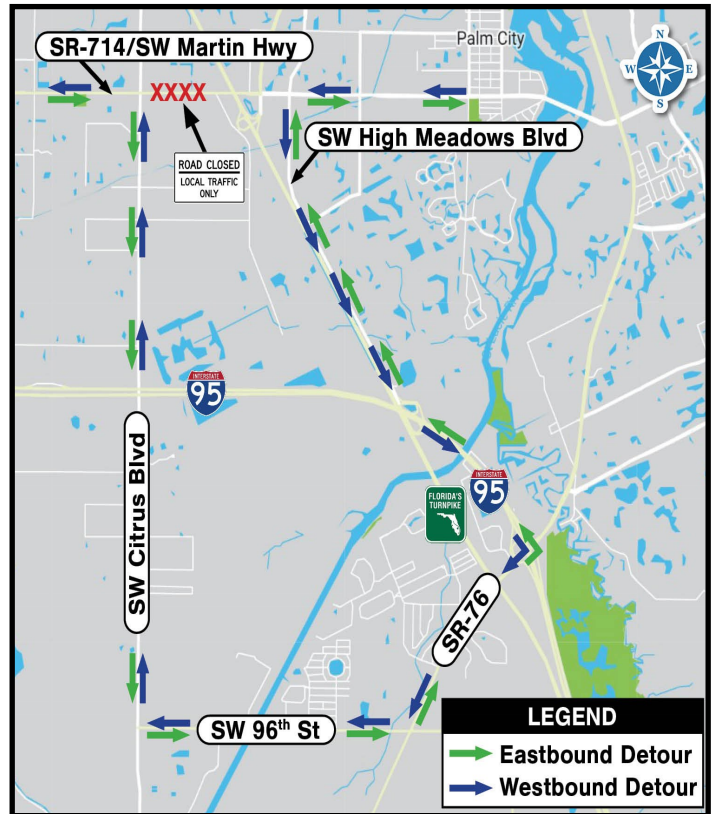 SR-714/SW Martin Hwy
Palm City
N
W
E
S
XXXX
ROAD CLOSED
LOCAL TRAFFIC
ONLY
SW High Meadows Blvd
INTERSTATE
95
SW Citrus Blvd
INTERSTATE
95
FLORIDA'S
TURNPIKE
SR-76
SW 96th St
LEGEND
Eastbound Detour
Westbound Detour